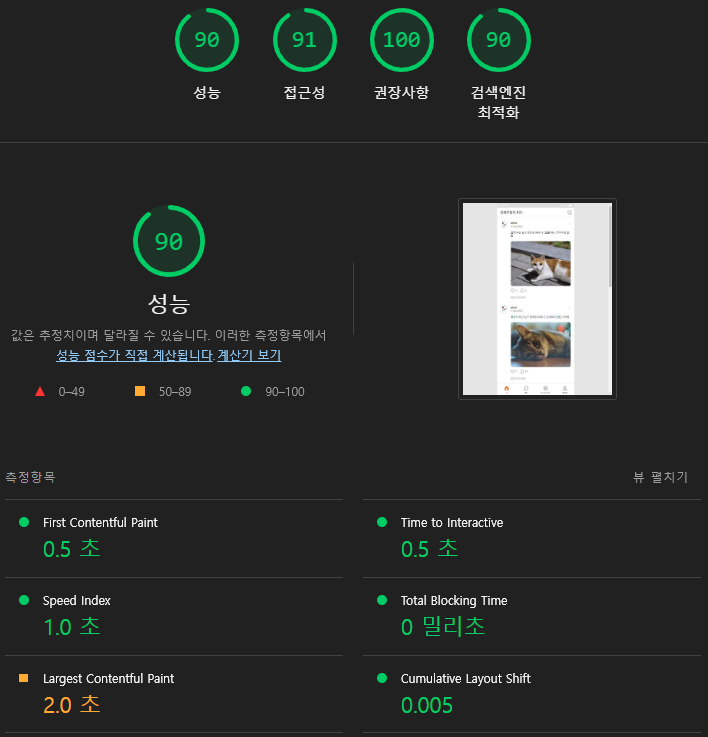 90
91
100
90
성능
접근성
권장사항
검색엔진
최적화
90
성능
값은 추정치이며 달라질 수 있습니다. 이러한 측정항목에서
성능 점수가 직접 계산됩니다.계산기 보기
0–49
50–89
90–100
측정항목
뷰 펼치기
First Contentful Paint
0.5 초
Time to Interactive
0.5 초
Speed Index
1.0 초
Total Blocking Time
0 밀리초
Largest Contentful Paint
2.0 초
Cumulative Layout Shift
0.005